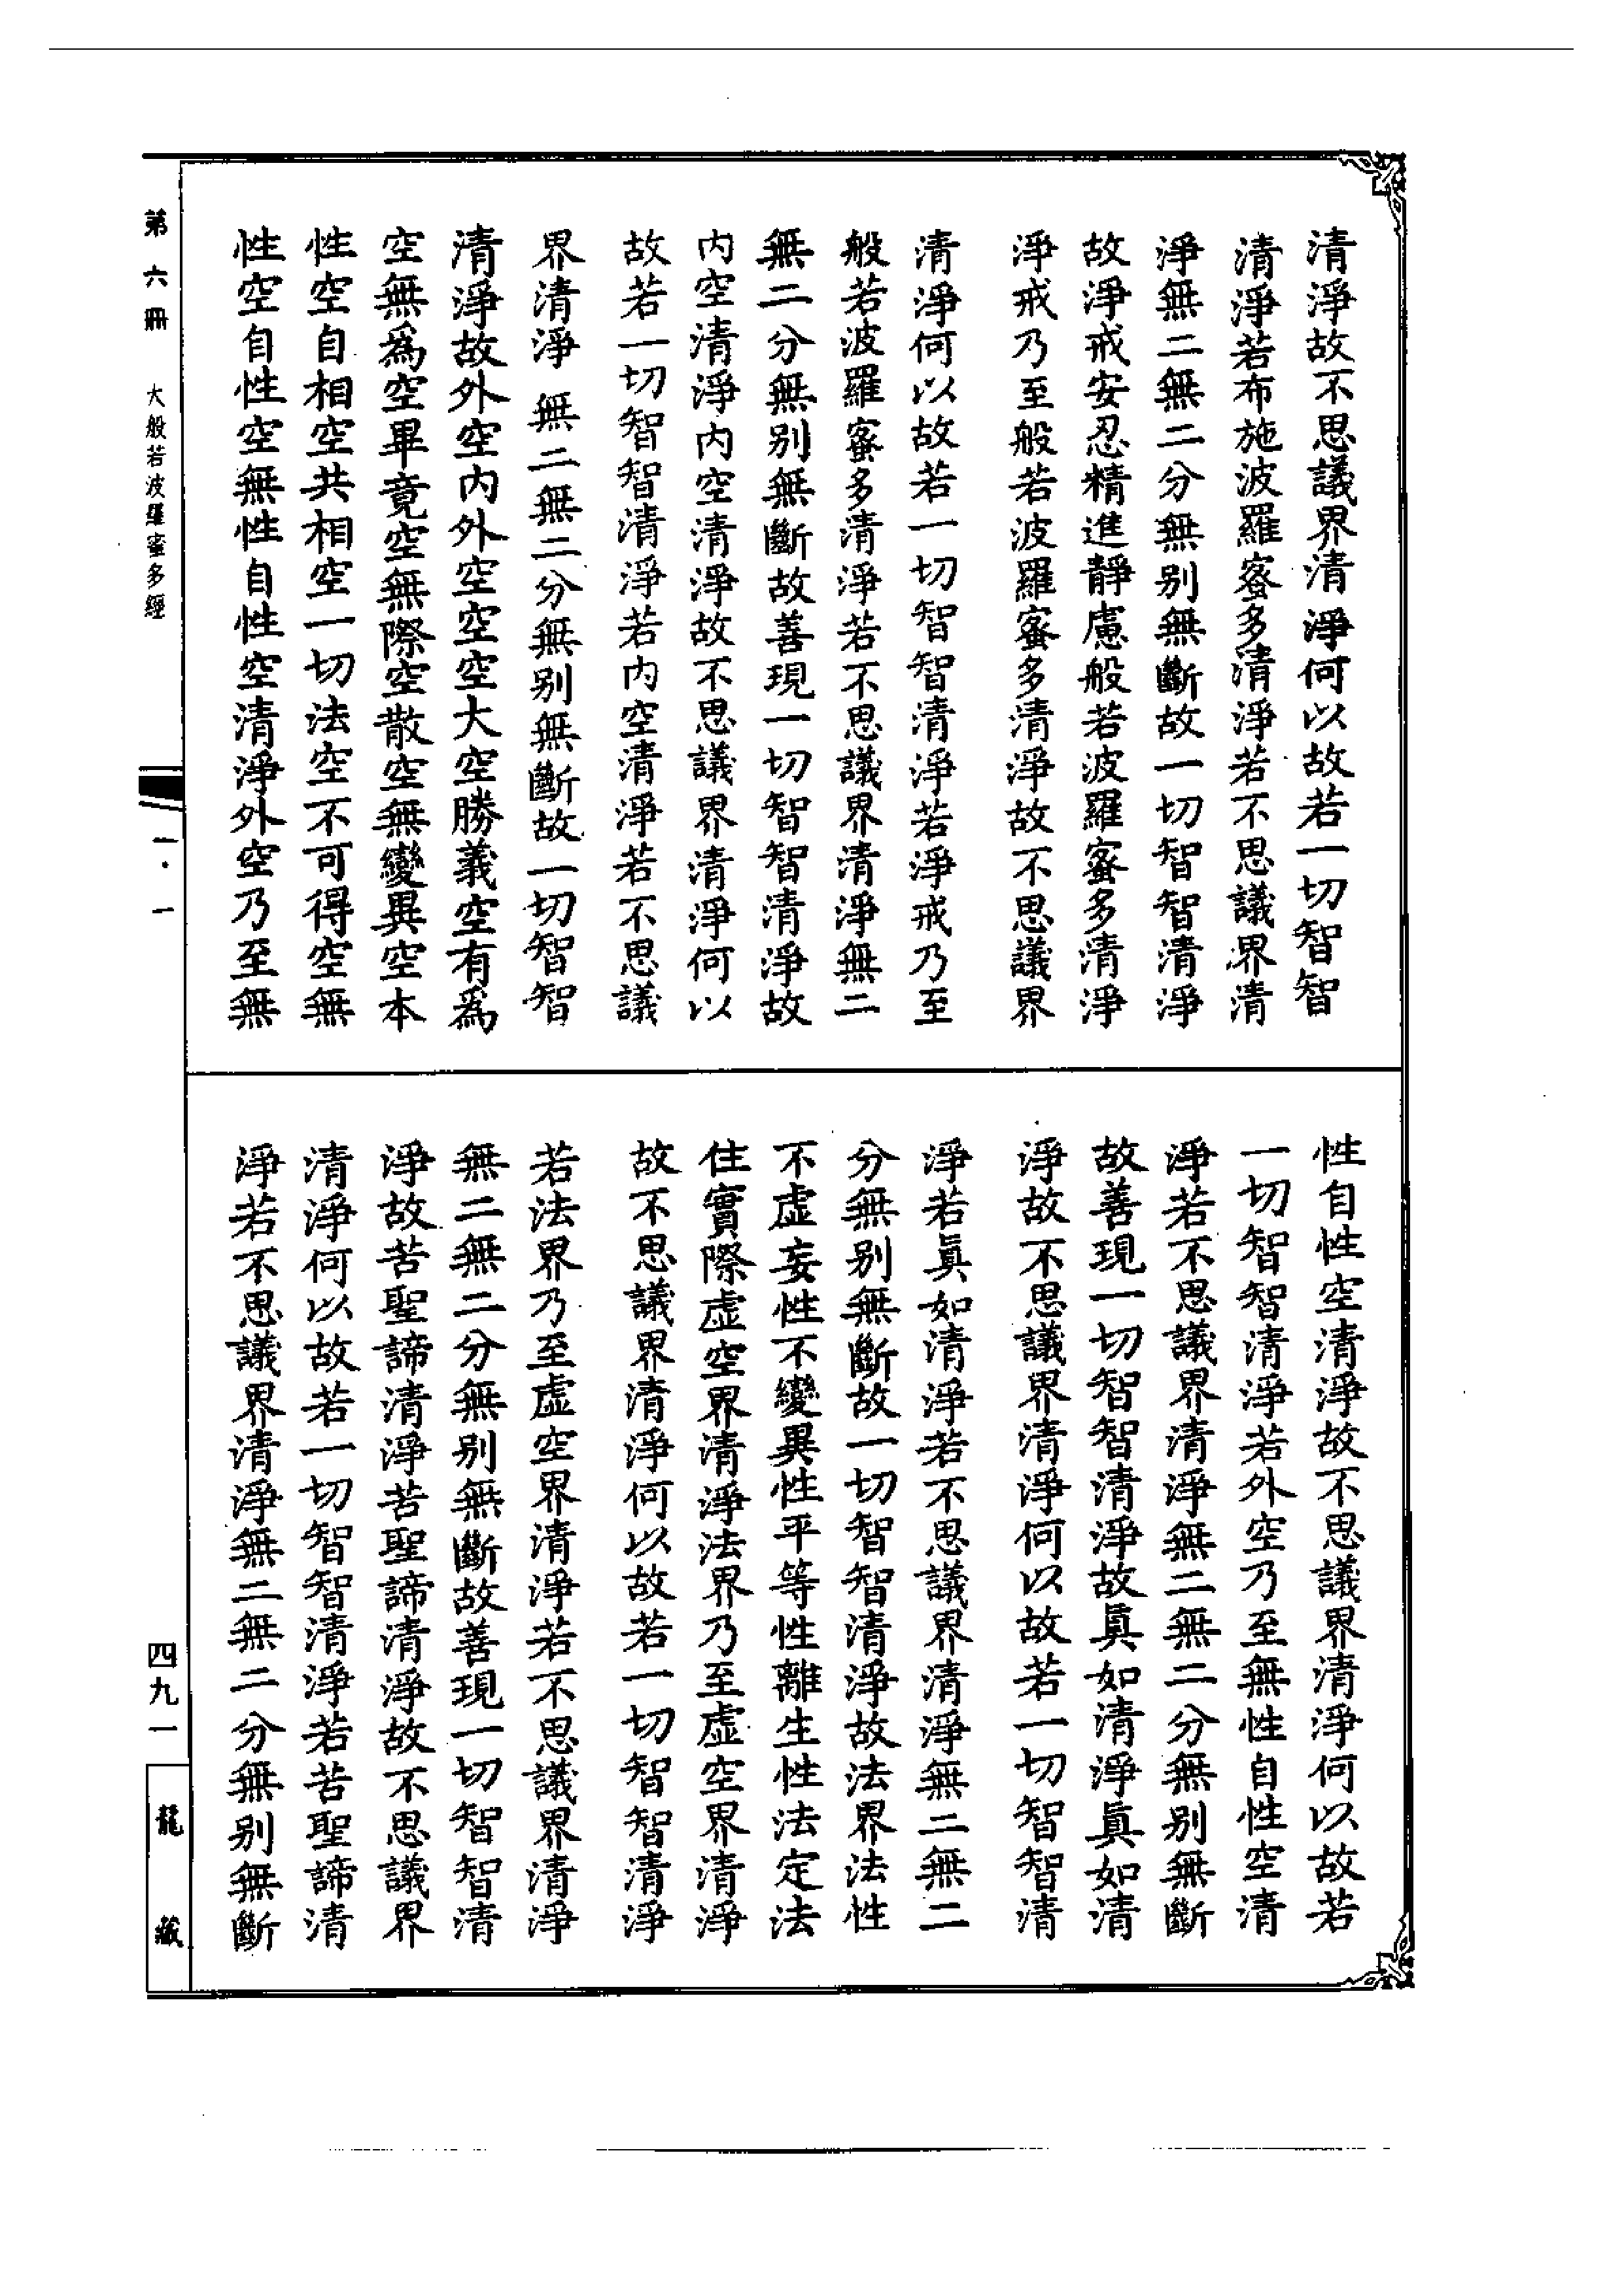 清淨故不思議界清淨何以故若一切智智
清淨若布施波羅蜜多清淨若不思議界清
淨無二無二分無别無斷故一切智智清淨
故淨戒安忍精進靜慮般若波羅蜜多清淨
淨戒乃至般若波羅蜜多清淨故不思議界
清淨何以故若一切智智清淨若淨戒乃至
般若波羅蜜多清淨若不思議界清淨無二
無二分無别無斷故善現一切智智清淨故
内空清淨内空清淨故不思議界清淨何以
故若一切智智清淨若内空清淨若不思議
界清淨無二無二分無别無斷故一切智智
清淨故外空内外空空空大空勝義空有爲
空無爲空畢竟空無際空散空無變異空本
性空自相空共相空一切法空不可得空無
性空自性空無性自性空清淨外空乃至無
性自性空清淨故不思議界清淨何以故若
一切智智清淨若外空乃至無性自性空清
淨若不思議界清淨無二無二分無别無斷
故善現一切智智清淨故眞如清淨眞如清
淨故不思議界清淨何以故若一切智智清
淨若眞如清淨若不思議界清淨無二無二
分無别無斷故一切智智清淨故法界法性
不虚妄性不變異性平等性離生性法定法
住實際虚空界清淨法界乃至虚空界清淨
故不思議界清淨何以故若一切智智清淨
若法界乃至虚空界清淨若不思議界清淨
無二無二分無别無斷故善現一切智智清
淨故苦聖諦清淨苦聖諦清淨故不思議界
清淨何以故若一切智智清淨若苦聖諦清
淨若不思議界清淨無二無二分無别無斷
第六冊 大般若波羅蜜多經
一·一
四九一
龍藏